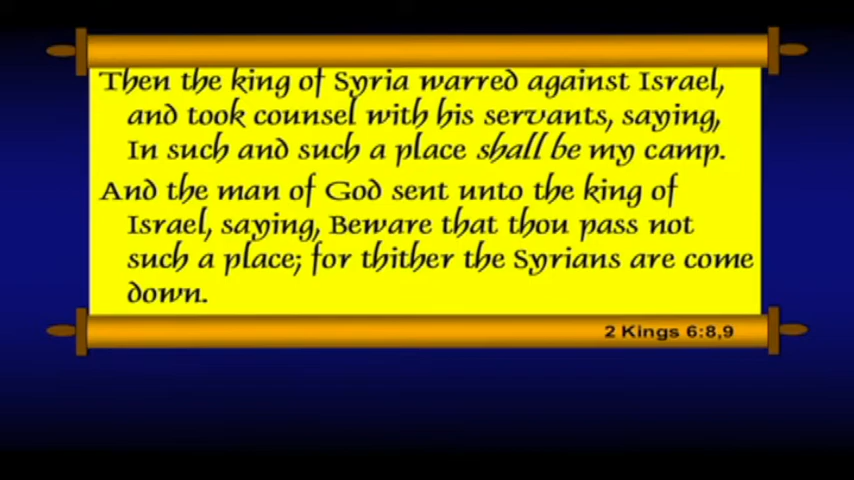 Then the king of Syria warred against Israel,
and took counsel with his servants, saying,
In such and such a place shall be my camp.
And the man of God sent unto the king of
Israel, saying, Beware that thou pass not
such a place; for thither the Syrians are come
down.
2 Kings 6:8,9